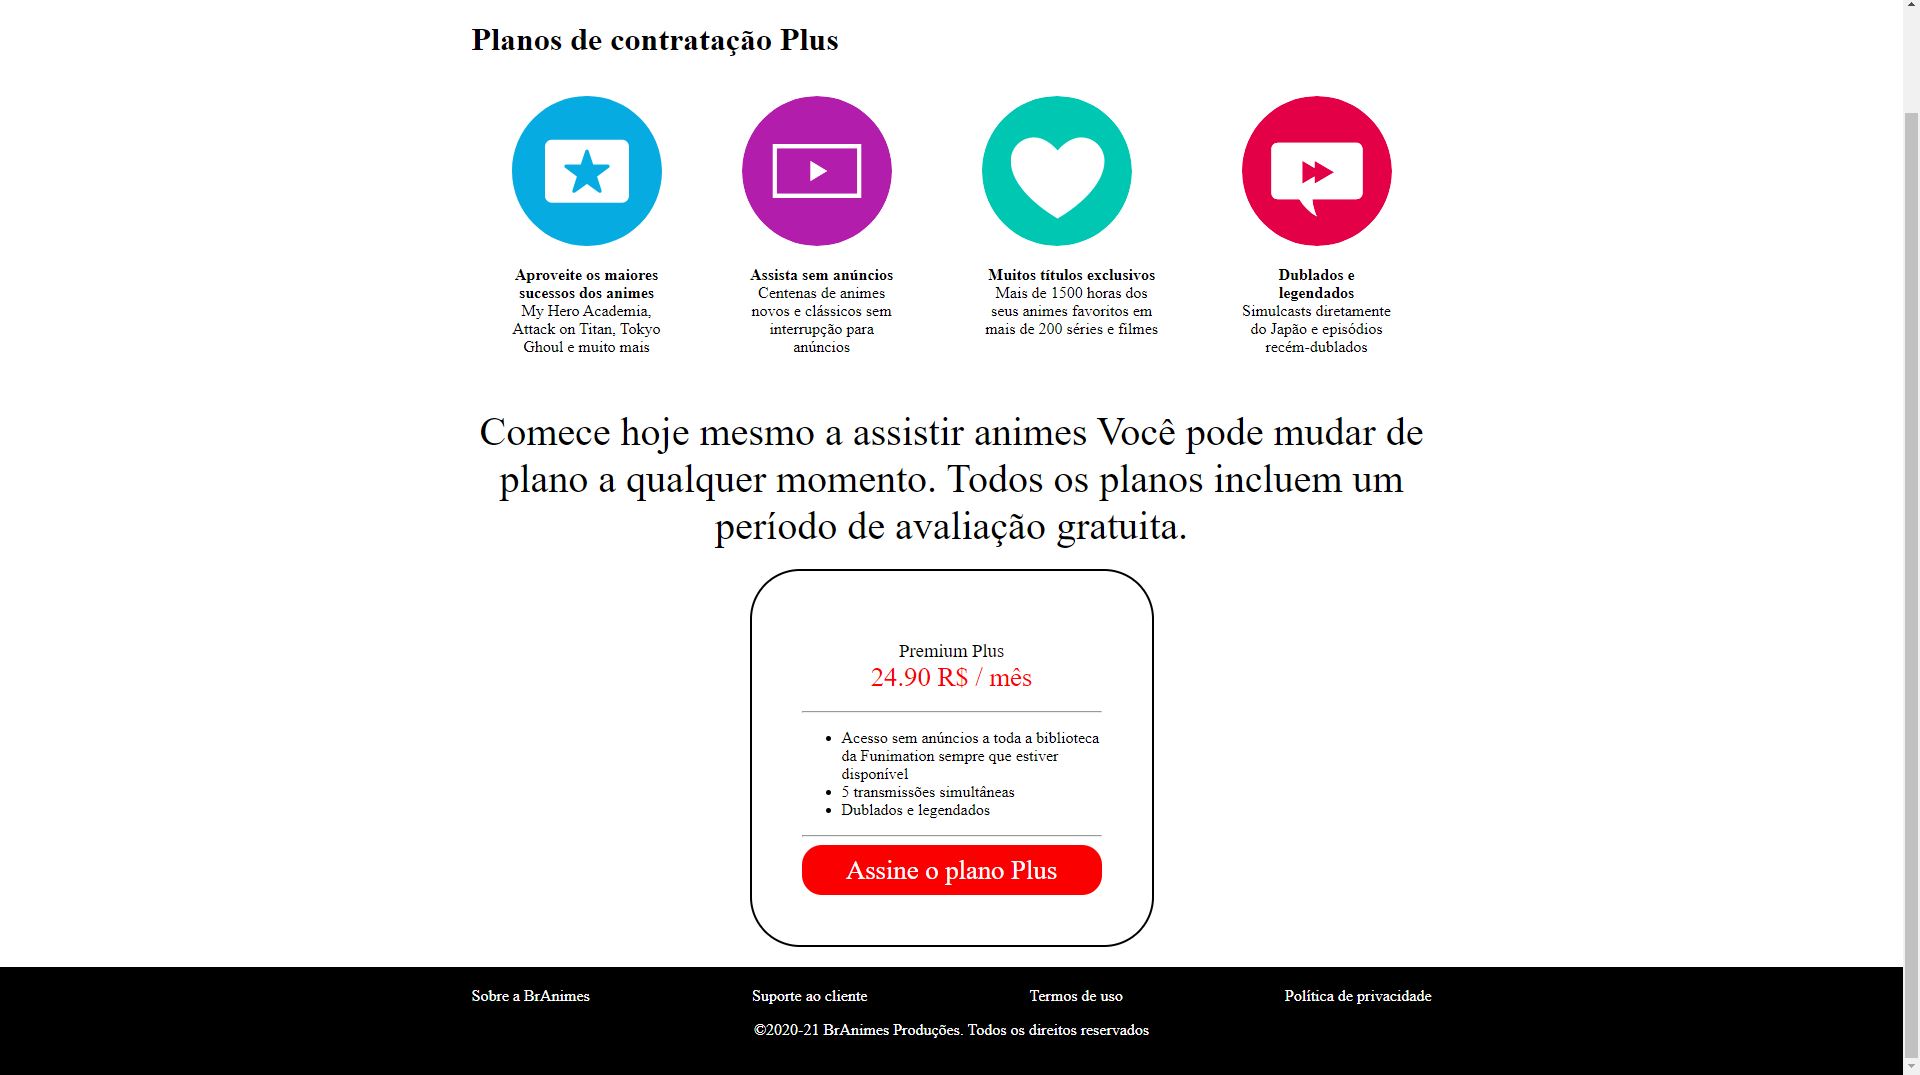 Planos de contratação Plus
Aproveite os maiores
sucessos dos animes
My Hero Academia,
Attack on Titan, Tokyo
Ghoul e muito mais
Assista sem anúncios
Centenas de animes
novos e clássicos sem
interrupção para
anúncios
Muitos títulos exclusivos
Mais de 1500 horas dos
seus animes favoritos em
mais de 200 séries e filmes
Dublados e
legendados
Simulcasts diretamente
do Japão e episódios
recém-dublados
Comece hoje mesmo a assistir animes Você pode mudar de
plano a qualquer momento. Todos os planos incluem um
período de avaliação gratuita.
Premium Plus
24.90 R$ / mês
Acesso sem anúncios a toda a biblioteca
da Funimation sempre que estiver
disponível
5 transmissões simultâneas
Dublados e legendados
Assine o plano Plus
Sobre a BrAnimes
Suporte ao cliente
Termos de uso
Política de privacidade
©2020-21 BrAnimes Produções. Todos os direitos reservados